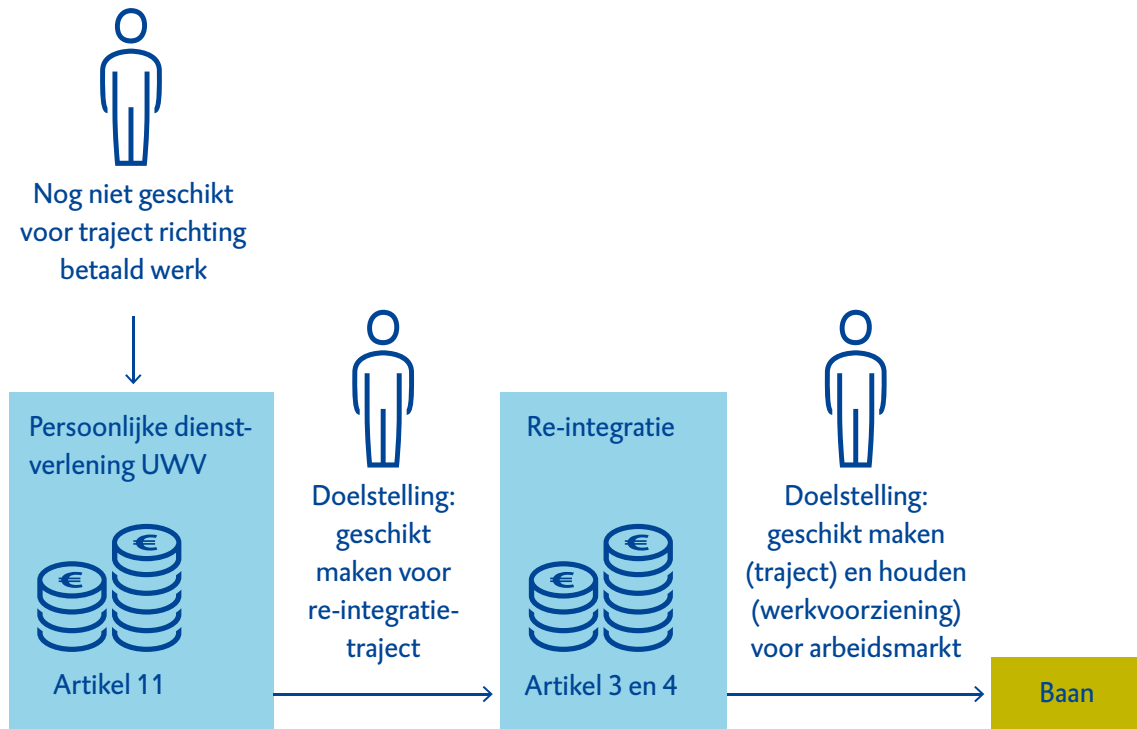 Nog niet geschikt
voor traject richting
betaald werk
Persoonlijke dienst-
verlening UWV
€
€
Artikel 11
Doelstelling:
geschikt
maken voor
re-integratie-
traject
Re-integratie
€
€
Artikel 3 en 4
Doelstelling:
geschikt maken
(traject) en houden
(werkvoorziening)
voor arbeidsmarkt
Baan